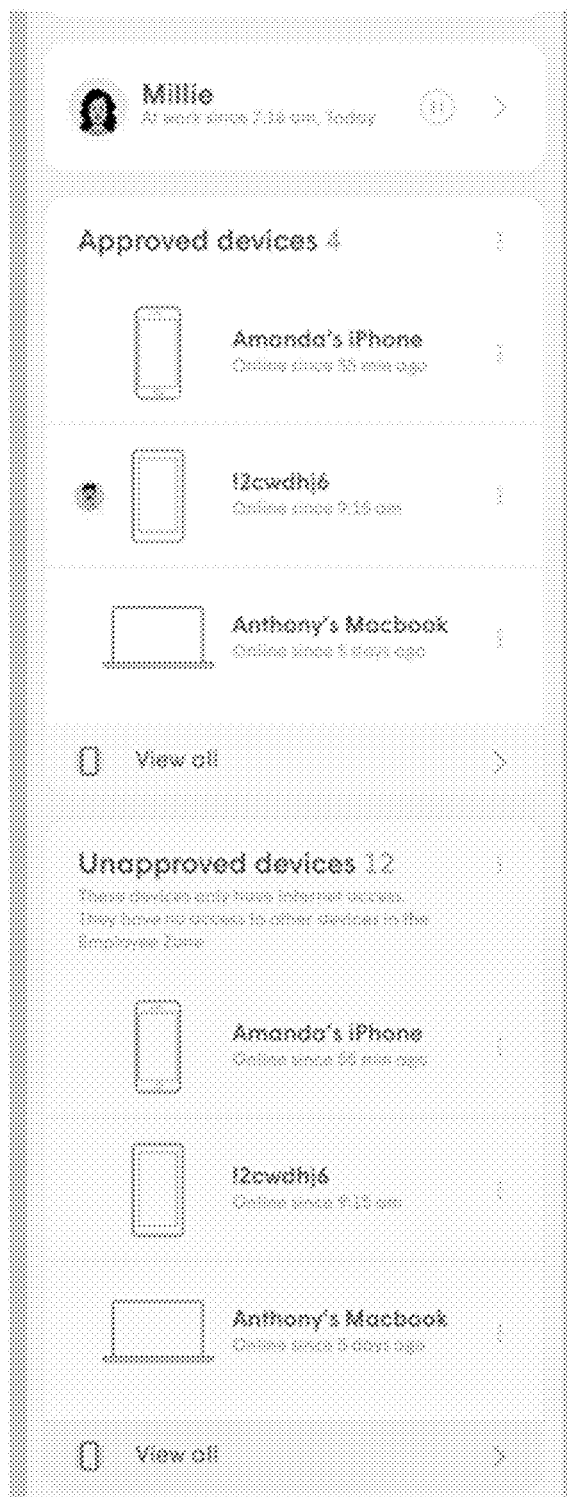 Millie
At work since 7:16 am, Today
Approved devices 4
Amanda's iPhone
Online since 55 min ago
l2cwdhj6
Online since 9:15 am
Anthony's Macbook
Online since 5 days ago
View all
Unapproved devices 12
These devices only have internet access.
They have no access to other devices in the
Employee Zone
Amanda's iPhone
Online since 55 min ago
l2cwdhj6
Online since 9:15 am
Anthony's Macbook
Online since 5 days ago
View all